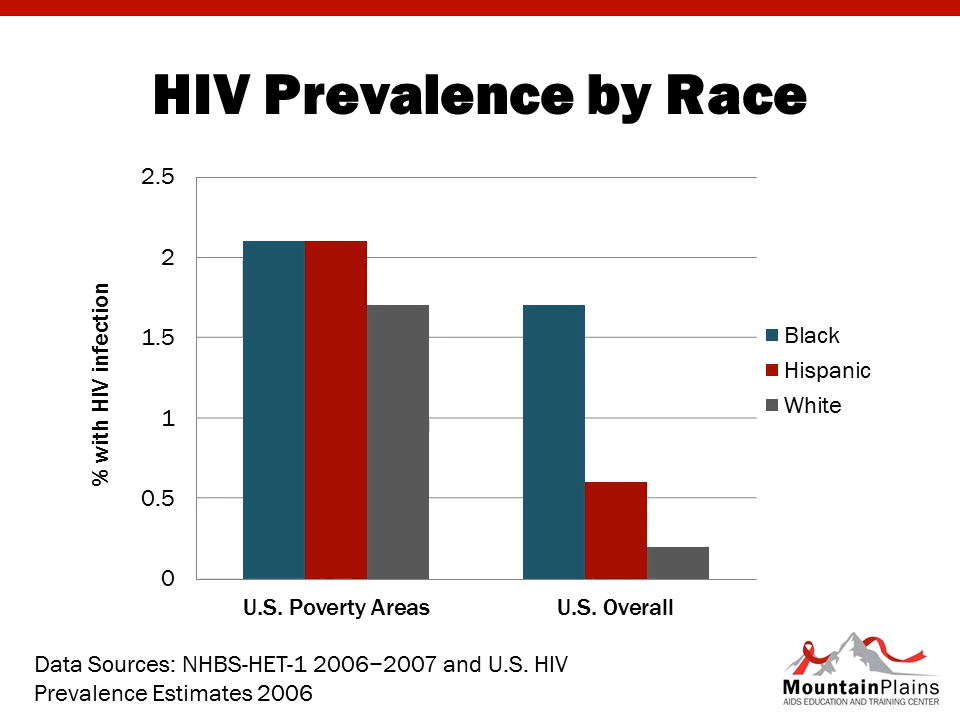 HIV Prevalence by Race
2.5
2
1.5
1
0.5
0
% with HIV infection
U.S. Poverty Areas
U.S. Overall
Black
Hispanic
White
Data Sources: NHBS-HET-1 2006–2007 and U.S. HIV
Prevalence Estimates 2006
MountainPlains
AIDS EDUCATION AND TRAINING CENTER